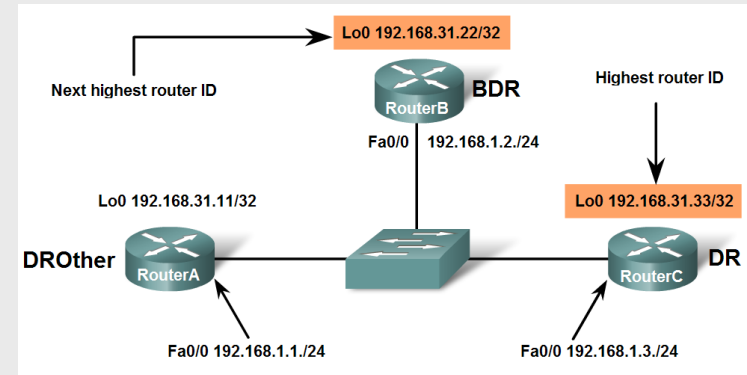 Lo0 192.168.31.22/32
Next highest router ID
BDR
Highest router ID
RouterB
Fa0/0 192.168.1.2./24
Lo0 192.168.31.11/32
Lo0 192.168.31.33/32
DROther
RouterA
RouterC
DR
Fa0/0 192.168.1.1./24
Fa0/0 192.168.1.3./24